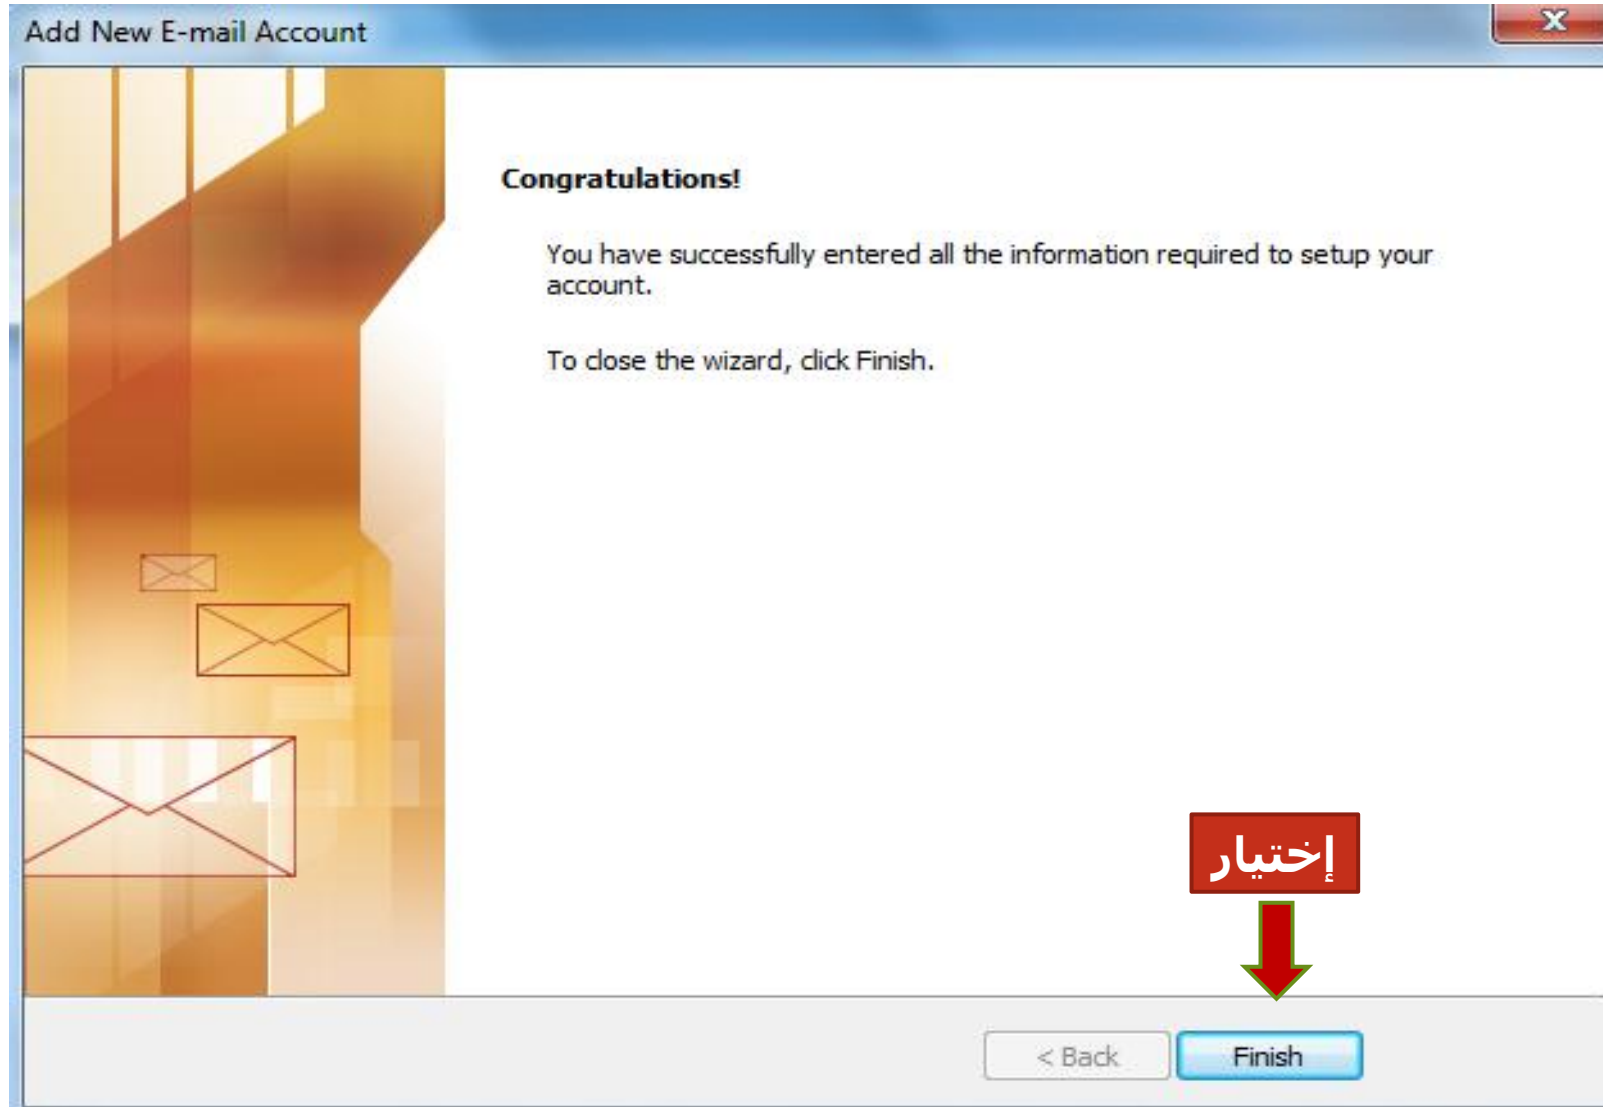 Add New E-mail Account
X
Congratulations!
You have successfully entered all the information required to setup your
account.
To close the wizard, click Finish.
إختيار
< Back
Finish